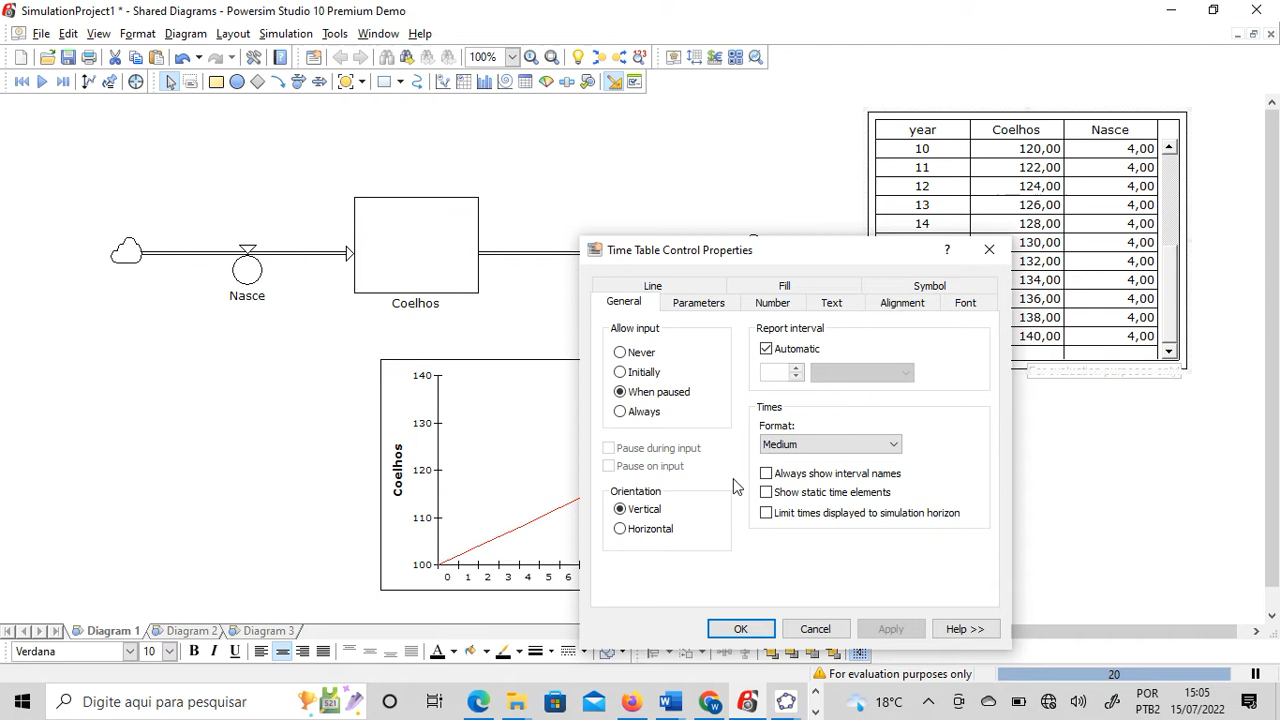 SimulationProject1 * - Shared Diagrams - Powersim Studio 10 Premium Demo
File Edit View Format Diagram Layout Simulation Tools Window Help
100%
year Coelhos Nasce
10 120,00 4,00
11 122,00 4,00
12 124,00 4,00
13 126,00 4,00
14 128,00 4,00
130,00 4,00
132,00 4,00
134,00 4,00
136,00 4,00
138,00 4,00
140,00 4,00
For evaluation purposes only!
Nasce
Coelhos
Time Table Control Properties
?
Line Fill Symbol
General Parameters Number Text Alignment Font
Allow input
Never
Initially
When paused
Always
Pause during input
Pause on input
Orientation
Vertical
Horizontal
Report interval
Automatic
Times
Format:
Medium
Always show interval names
Show static time elements
Limit times displayed to simulation horizon
OK Cancel Apply Help >>
Coelhos
140
130
120
110
100
0 1 2 3 4 5 6
Diagram 1 Diagram 2 Diagram 3
Verdana 10 B I U A
For evaluation purposes only 20
Digite aqui para pesquisar
521
18°C
POR
PTB2
15:05
15/07/2022